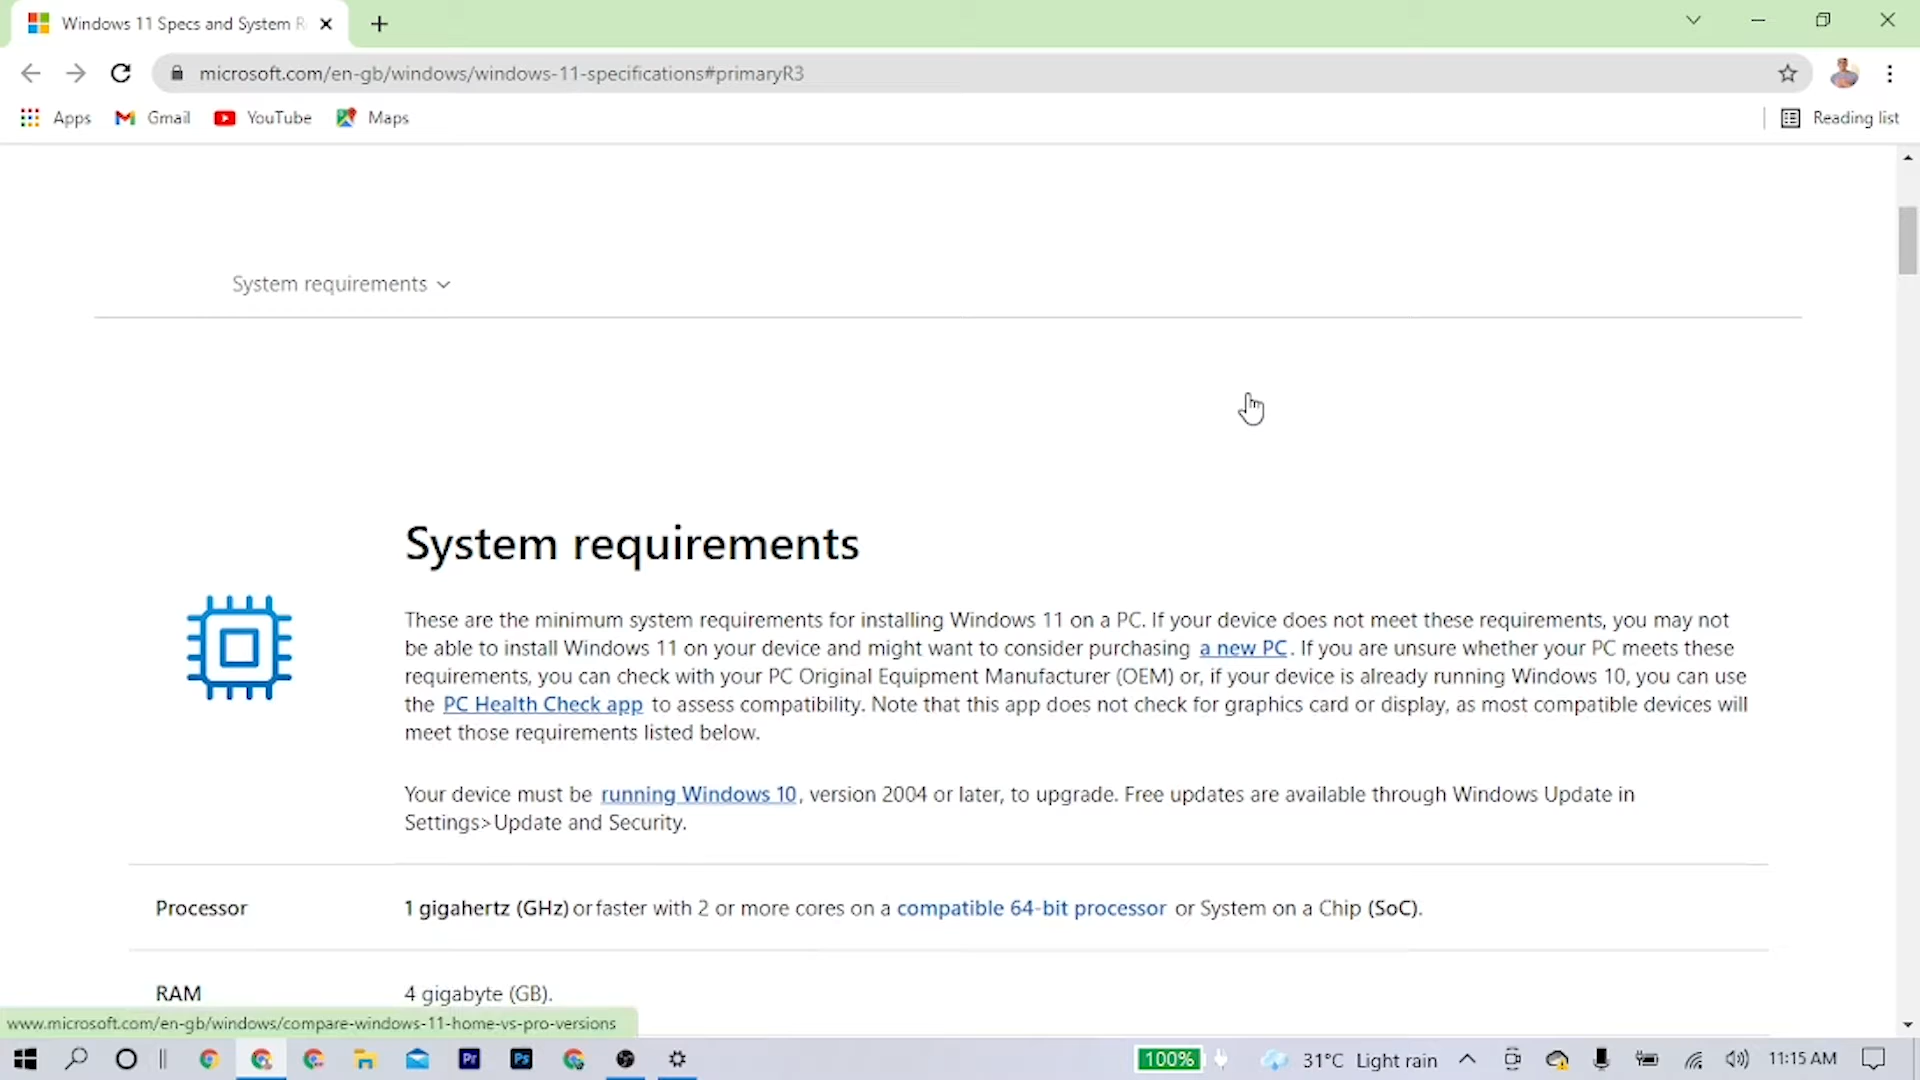 Windows 11 Specs and System R
microsoft.com/en-gb/windows/windows-11-specifications#primaryR3
Apps Gmail YouTube Maps Reading list
System requirements
System requirements
These are the minimum system requirements for installing Windows 11 on a PC. If your device does not meet these requirements, you may not
be able to install Windows 11 on your device and might want to consider purchasing a new PC. If you are unsure whether your PC meets these
requirements, you can check with your PC Original Equipment Manufacturer (OEM) or, if your device is already running Windows 10, you can use
the PC Health Check app to assess compatibility. Note that this app does not check for graphics card or display, as most compatible devices will
meet those requirements listed below.
Your device must be running Windows 10, version 2004 or later, to upgrade. Free updates are available through Windows Update in
Settings>Update and Security.
Processor 1 gigahertz (GHz) or faster with 2 or more cores on a compatible 64-bit processor or System on a Chip (SoC).
RAM 4 gigabyte (GB).
www.microsoft.com/en-gb/windows/compare-windows-11-home-vs-pro-versions
Pr Ps 100% 31°C Light rain 11:15 AM